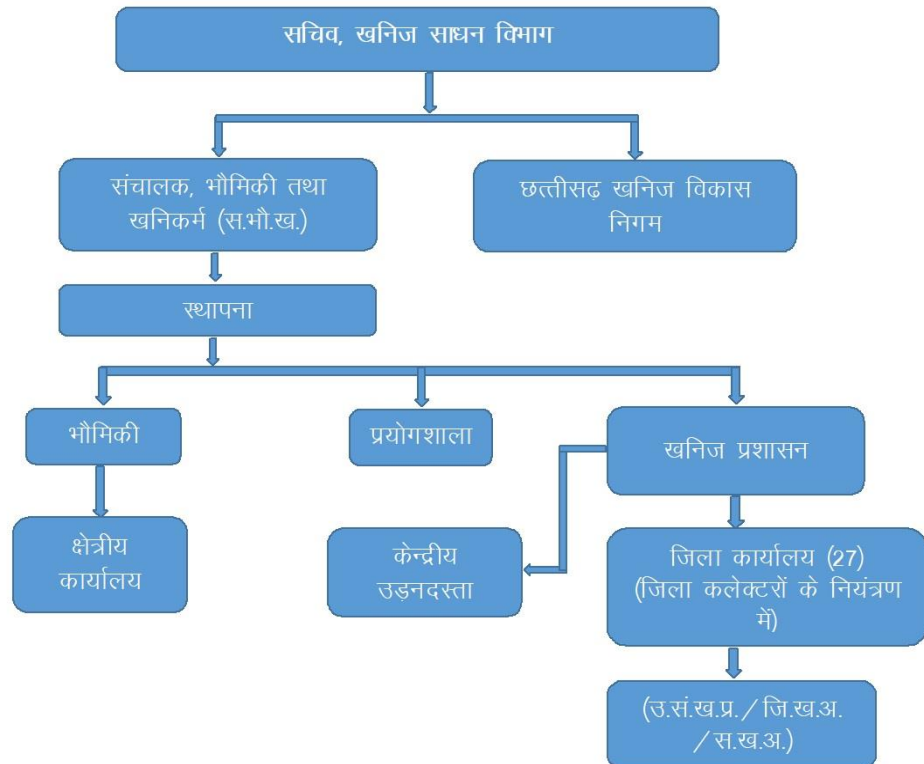 सचिव, खनिज साधन विभाग
संचालक, भौमिकी तथा
खनिकर्म (स.भौ.ख.)
छत्तीसढ़ खनिज विकास
निगम
स्थापना
भौमिकी
प्रयोगशाला
खनिज प्रशासन
क्षेत्रीय
कार्यालय
केन्द्रीय
उड़नदस्ता
जिला कार्यालय (27)
(जिला कलेक्टरों के नियंत्रण
में)
(उ.सं.ख.प्र./जि.ख.अ.
/स.ख.अ.)